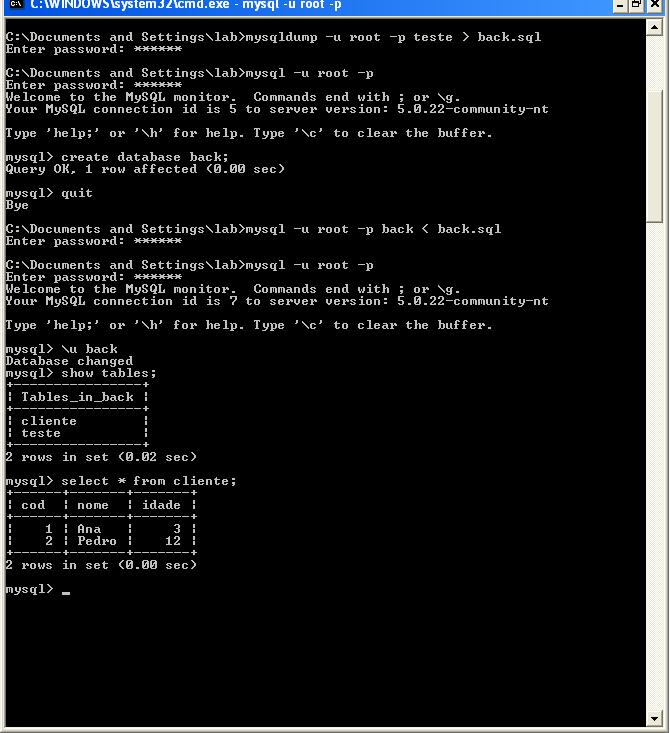 C:\WINDOWS\system32\cmd.exe - mysql -u root -p
C:\Documents and Settings\lab>mysqldump -u root -p teste > back.sql
Enter password: ******
C:\Documents and Settings\lab>mysql -u root -p
Enter password: ******
Welcome to the MySQL monitor.  Commands end with ; or \g.
Your MySQL connection id is 5 to server version: 5.0.22-community-nt
Type 'help;' or '\h' for help. Type '\c' to clear the buffer.
mysql> create database back;
Query OK, 1 row affected (0.00 sec)
mysql> quit
Bye
C:\Documents and Settings\lab>mysql -u root -p back < back.sql
Enter password: ******
C:\Documents and Settings\lab>mysql -u root -p
Enter password: ******
Welcome to the MySQL monitor.  Commands end with ; or \g.
Your MySQL connection id is 7 to server version: 5.0.22-community-nt
Type 'help;' or '\h' for help. Type '\c' to clear the buffer.
mysql> \u back
Database changed
mysql> show tables;
+----------------+
| Tables_in_back |
+----------------+
| cliente        |
| teste          |
+----------------+
2 rows in set (0.02 sec)
mysql> select * from cliente;
+------+-------+-------+
| cod  | nome  | idade |
+------+-------+-------+
|    1 | Ana   |     3 |
|    2 | Pedro |    12 |
+------+-------+-------+
2 rows in set (0.00 sec)
mysql> _